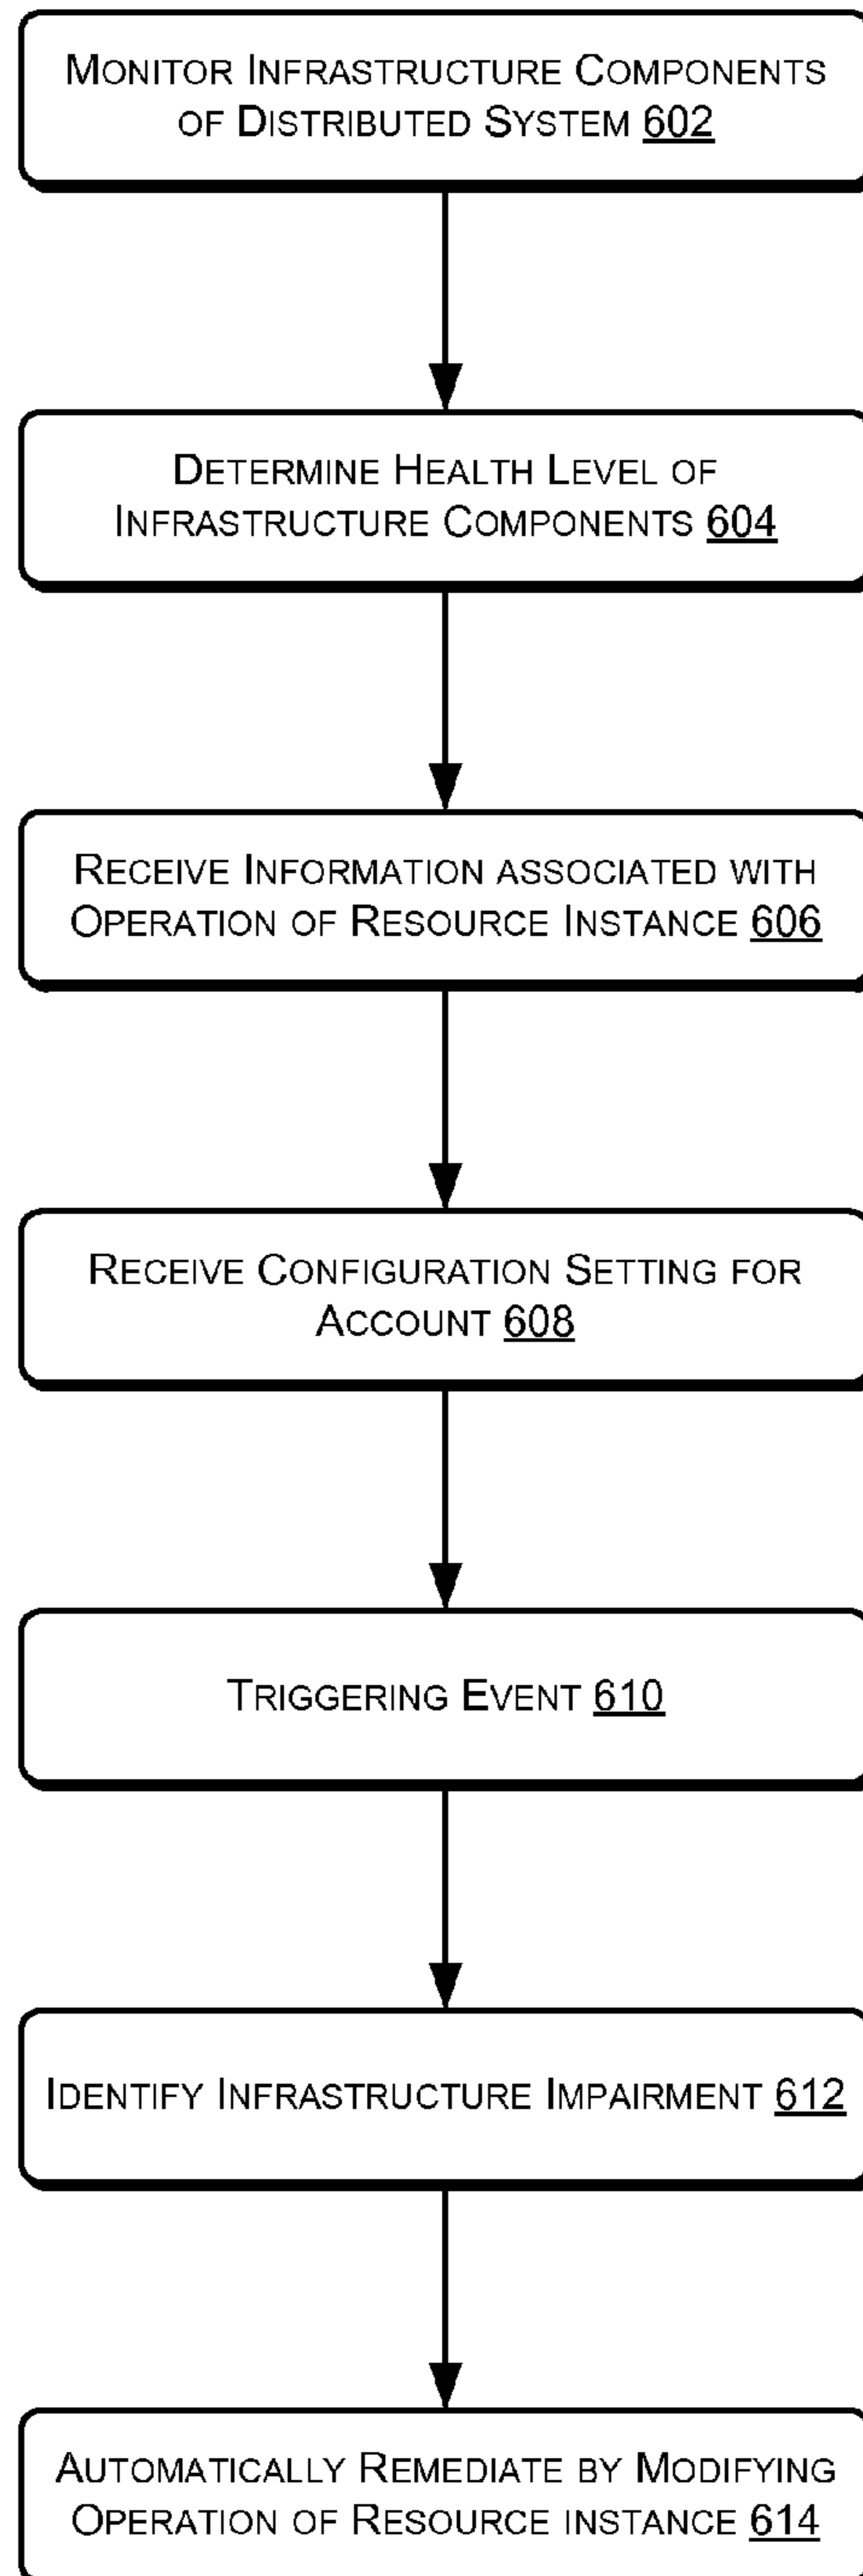 MONITOR INFRASTRUCTURE COMPONENTS
OF DISTRIBUTED SYSTEM 602
DETERMINE HEALTH LEVEL OF
INFRASTRUCTURE COMPONENTS 604
RECEIVE INFORMATION ASSOCIATED WITH
OPERATION OF RESOURCE INSTANCE 606
RECEIVE CONFIGURATION SETTING FOR
ACCOUNT 608
TRIGGERING EVENT 610
IDENTIFY INFRASTRUCTURE IMPAIRMENT 612
AUTOMATICALLY REMEDIATE BY MODIFYING
OPERATION OF RESOURCE INSTANCE 614